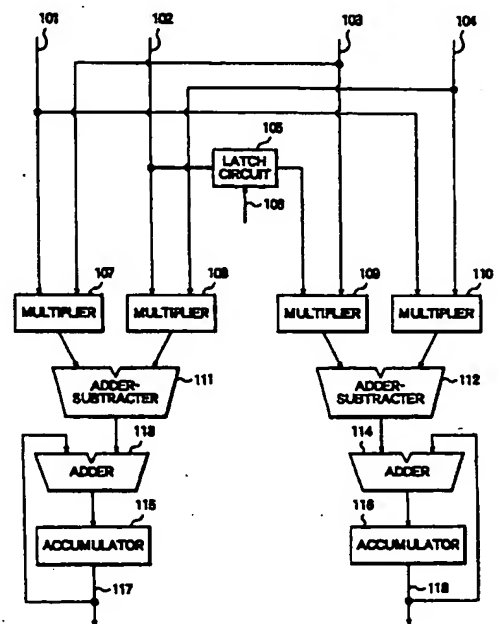 101 102 103 104
105
LATCH
CIRCUIT
106
107 108 109 110
MULTIPLIER MULTIPLIER MULTIPLIER MULTIPLIER
ADDER-
SUBTRACTER
111
ADDER-
SUBTRACTER
112
113 114
ADDER ADDER
115 116
ACCUMULATOR ACCUMULATOR
117 118